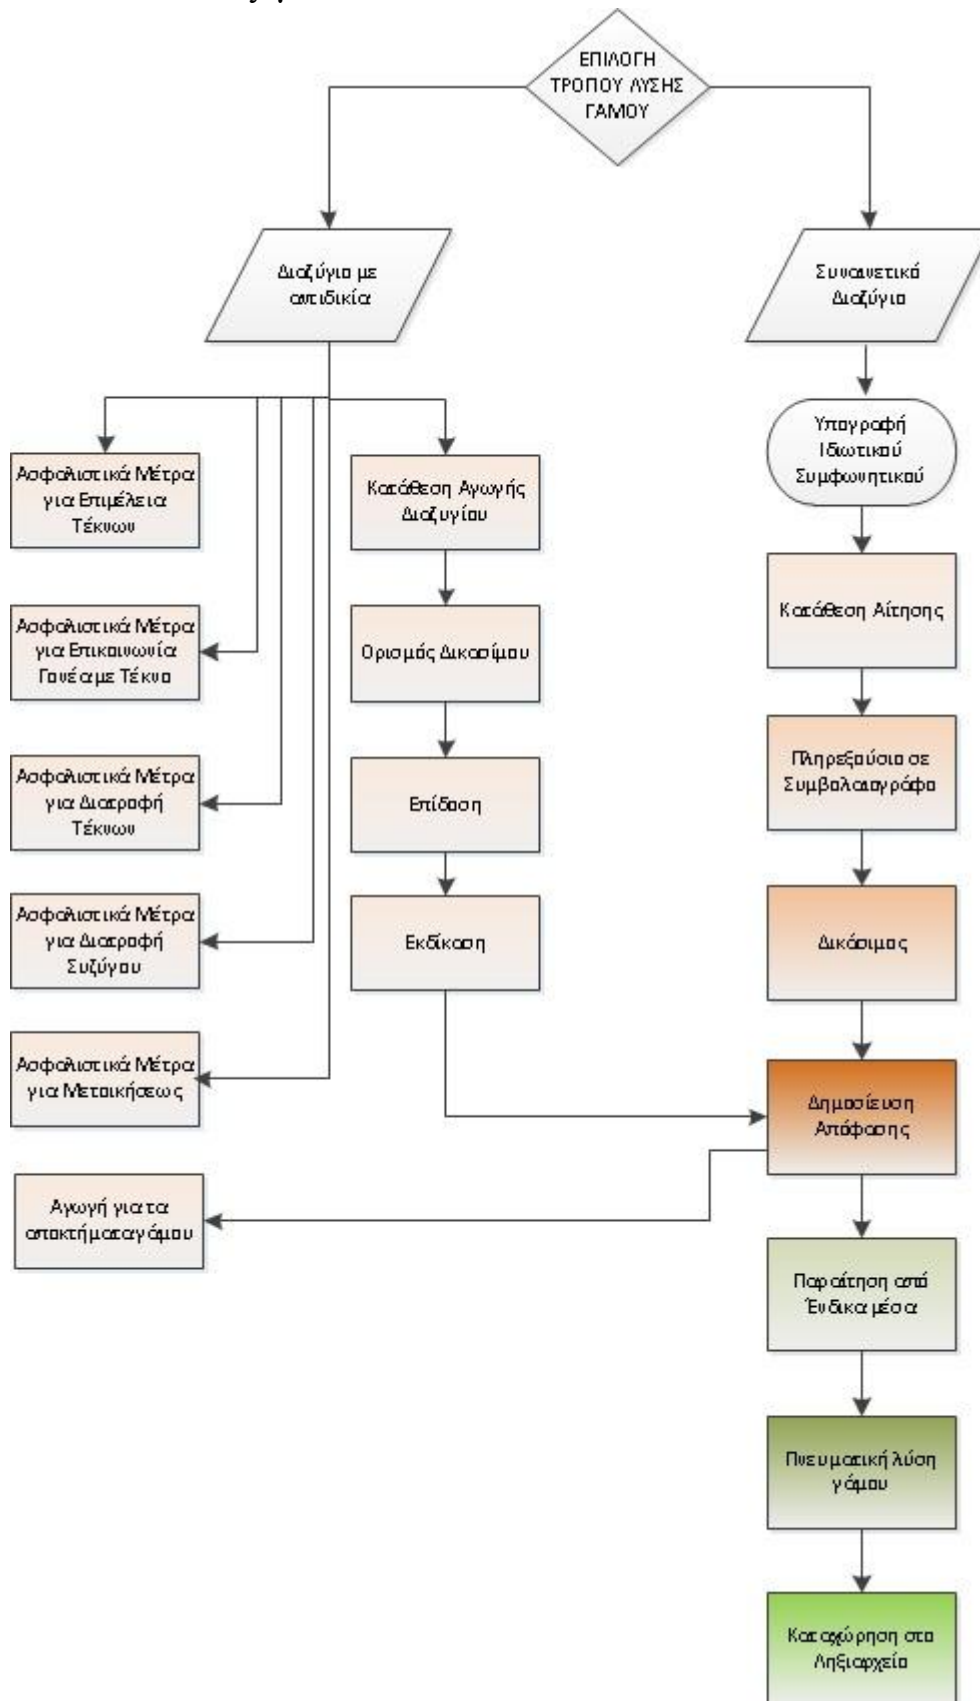 ΕΠΙΛΟΓΗ
ΤΡΟΠΟΥ ΛΥΣΗΣ
ΓΑΜΟΥ
Διαζύγιο με
αντιδικία
Συναινετικό
Διαζύγιο
Ασφαλιστικά Μέτρα
για Επιμέλεια
Τέκνων
Ασφαλιστικά Μέτρα
για Επικοινωνία
Γονέα με Τέκνο
Ασφαλιστικά Μέτρα
για Διατροφή
Τέκνων
Ασφαλιστικά Μέτρα
για Διατροφή
Συζύγου
Ασφαλιστικά Μέτρα
για Μετοικήσεως
Αγωγή για τα
αποκτήματα γάμου
Κατάθεση Αγωγής
Διαζυγίου
Ορισμός Δικασίμου
Επίδοση
Εκδίκαση
Υπογραφή
Ιδιωτικού
Συμφωνητικού
Κατάθεση Αίτησης
Πληρεξούσιο σε
Συμβολαιογράφο
Δικάσιμος
Δημοσίευση
Απόφασης
Παραίτηση από
Ένδικα μέσα
Πνευματική λύση
γάμου
Καταχώρηση στο
Ληξιαρχείο